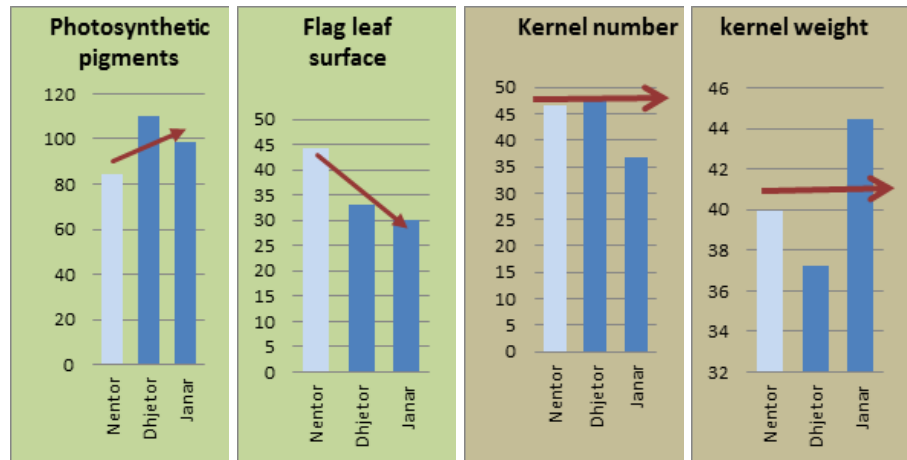 Photosynthetic
pigments
120
100
80
60
40
20
0
Nentor
Dhjetor
Janar
Flag leaf
surface
50
45
40
35
30
25
20
15
10
5
0
Nentor
Dhjetor
Janar
Kernel number
50
45
40
35
30
25
20
15
10
5
0
Nentor
Dhjetor
Janar
kernel weight
46
44
42
40
38
36
34
32
Nentor
Dhjetor
Janar